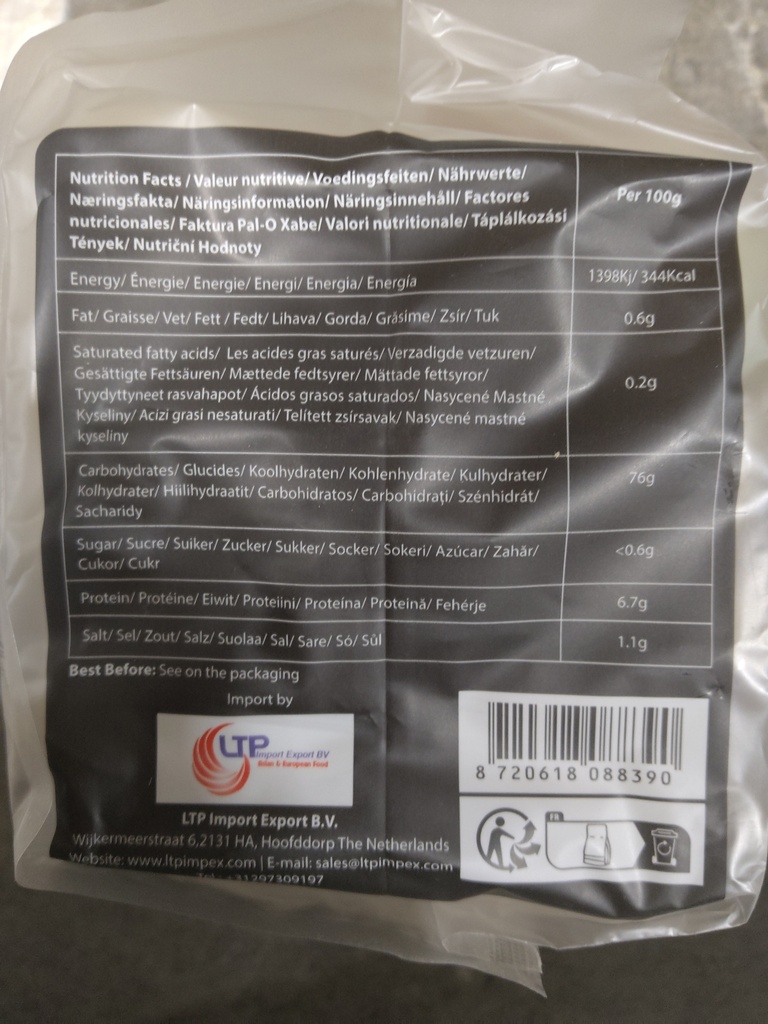 Nutrition Facts / Valeur nutritive/ Voedingsfeiten/ Nährwerte/
Næringsfakta/ Näringsinformation/ Näringsinnehåll/ Factores
nutricionales/ Faktura Pal-O Xabe/ Valori nutritionale/ Táplálkozási
Tények/ Nutriční Hodnoty
Per 100g
Energy/ Énergie/ Energie/ Energi/ Energia/ Energía
1398Kj/ 344Kcal
Fat/ Graisse/ Vet/ Fett / Fedt/ Lihava/ Gorda/ Grăsime/ Zsír/ Tuk
0.6g
Saturated fatty acids/ Les acides gras saturés/ Verzadigde vetzuren/
Gesättigte Fettsäuren/ Mættede fedtsyrer/ Mättade fettsyror/
Tyydyttyneet rasvahapot/ Ácidos grasos saturados/ Nasycené Mastné
Kyseliny/ Acizi grasi nesaturati/ Telített zsírsavak/ Nasycené mastné
kyseliny
0.2g
Carbohydrates/ Glucides/ Koolhydraten/ Kohlenhydrate/ Kulhydrater/
Kolhydrater/ Hiilihydraatit/ Carbohidratos/ Carbohidrați/ Szénhidrát/
Sacharidy
76g
Sugar/ Sucre/ Suiker/ Zucker/ Sukker/ Socker/ Sokeri/ Azúcar/ Zahăr/
Cukor/ Cukr
<0.6g
Protein/ Protéine/ Eiwit/ Proteiini/ Proteína/ Proteină/ Fehérje
6.7g
Salt/ Sel/ Zout/ Salz/ Suolaa/ Sal/ Sare/ Só/ Sůl
1.1g
Best Before: See on the packaging
Import by
LTP Import Export BV
Asian & European Food
LTP Import Export B.V.
Wijkermeerstraat 6,2131 HA, Hoofddorp The Netherlands
Website: www.ltpimpex.com | E-mail: sales@ltpimpex.com
Tel: +31297309197
8 720618 088390
FR